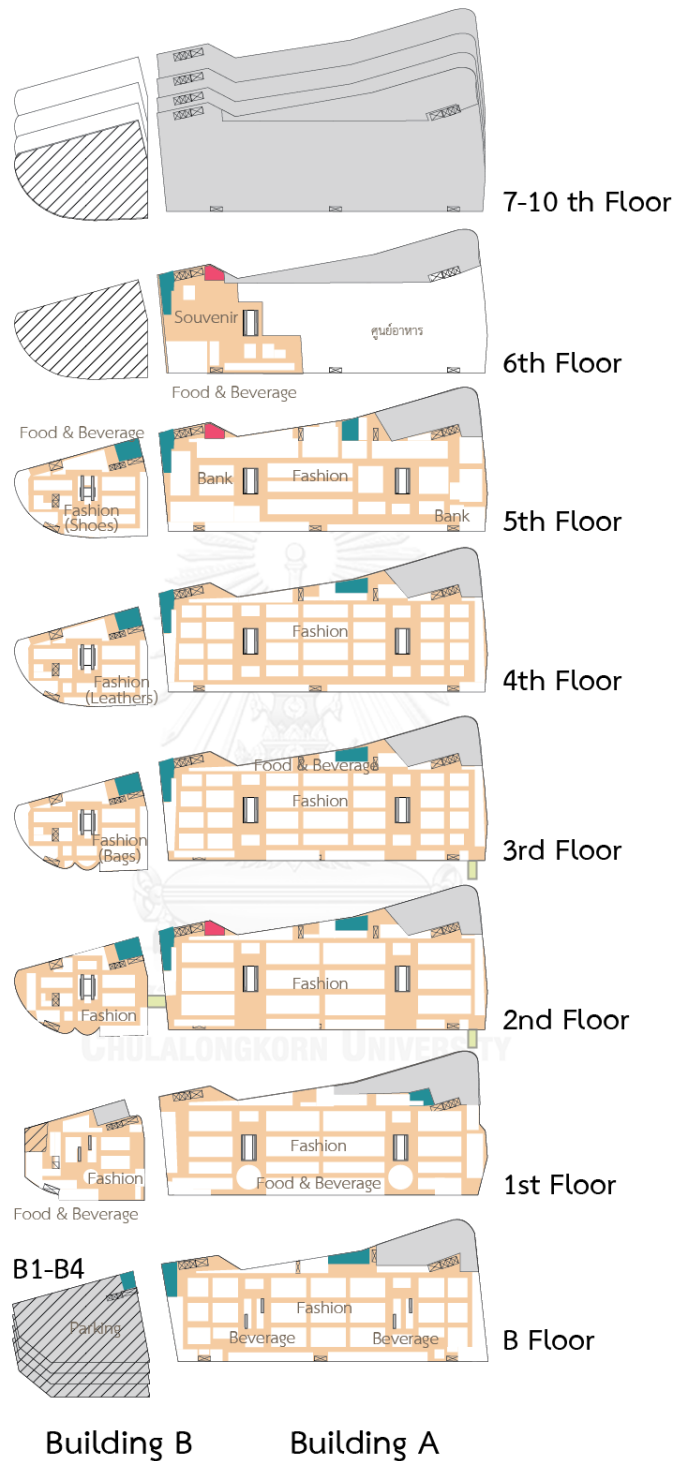 7-10 th Floor
Souvenir
ศูนย์อาหาร
6th Floor
Food & Beverage
Food & Beverage
Bank
Fashion
Fashion
(Shoes)
Bank
5th Floor
Fashion
Fashion
(Leathers)
4th Floor
Food & Beverage
Fashion
Fashion
(Bags)
3rd Floor
Fashion
Fashion
2nd Floor
CHULALONGKORN UNIVERSITY
Fashion
Fashion
Food & Beverage
1st Floor
Food & Beverage
B1-B4
Parking
Fashion
Beverage
Beverage
B Floor
Building B
Building A